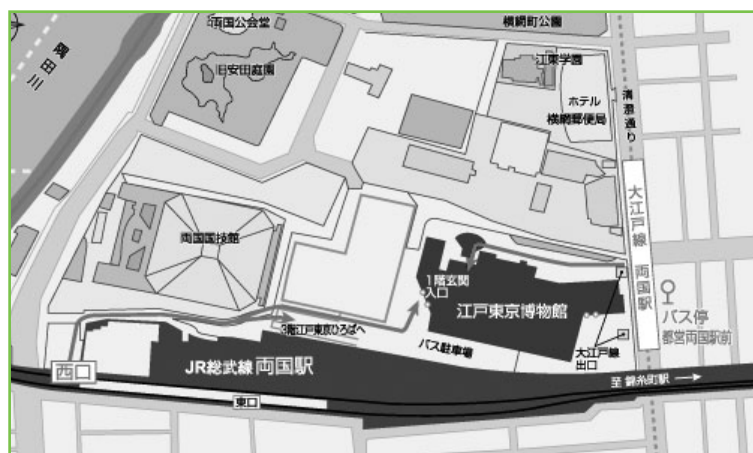 両国公会堂
横網町公園
隅田川
旧安田庭園
江東学園
ホテル
横網郵便局
清澄通り
両国国技館
大江戸線 両国駅
1階玄関
入口
江戸東京博物館
バス停
都営両国駅前
3階江戸東京ひろばへ
バス駐車場
大江戸線
出口
西口
JR総武線 両国駅
至 錦糸町駅
東口